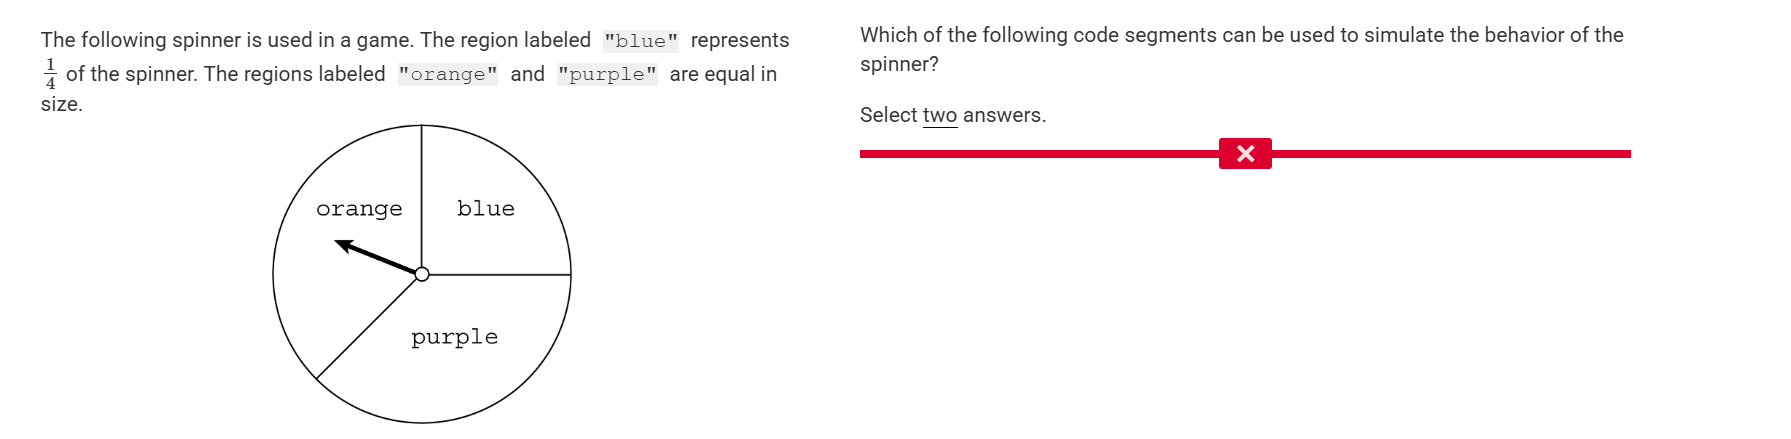 The following spinner is used in a game. The region labeled "blue" represents
1/4 of the spinner. The regions labeled "orange" and "purple" are equal in
size.
orange blue
purple
Which of the following code segments can be used to simulate the behavior of the
spinner?
Select two answers.